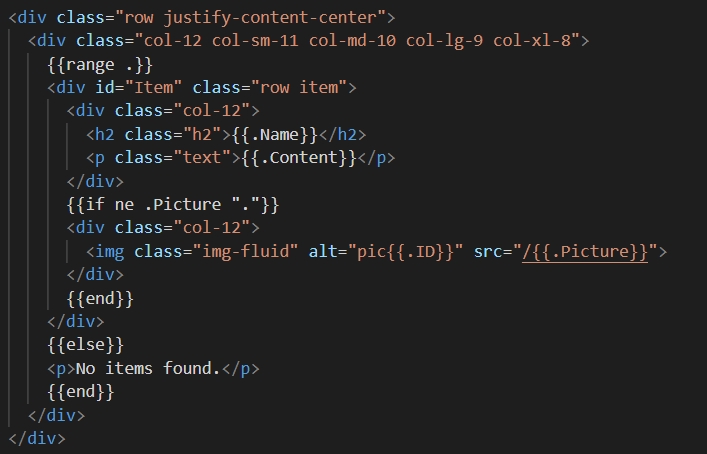 <div class="row justify-content-center">
<div class="col-12 col-sm-11 col-md-10 col-lg-9 col-xl-8">
{{range .}}
<div id="Item" class="row item">
<div class="col-12">
<h2 class="h2">{{.Name}}</h2>
<p class="text">{{.Content}}</p>
</div>
{{if ne .Picture "."}}
<div class="col-12">
<img class="img-fluid" alt="pic{{.ID}}" src="/{{.Picture}}">
</div>
{{end}}
</div>
{{else}}
<p>No items found.</p>
{{end}}
</div>
</div>